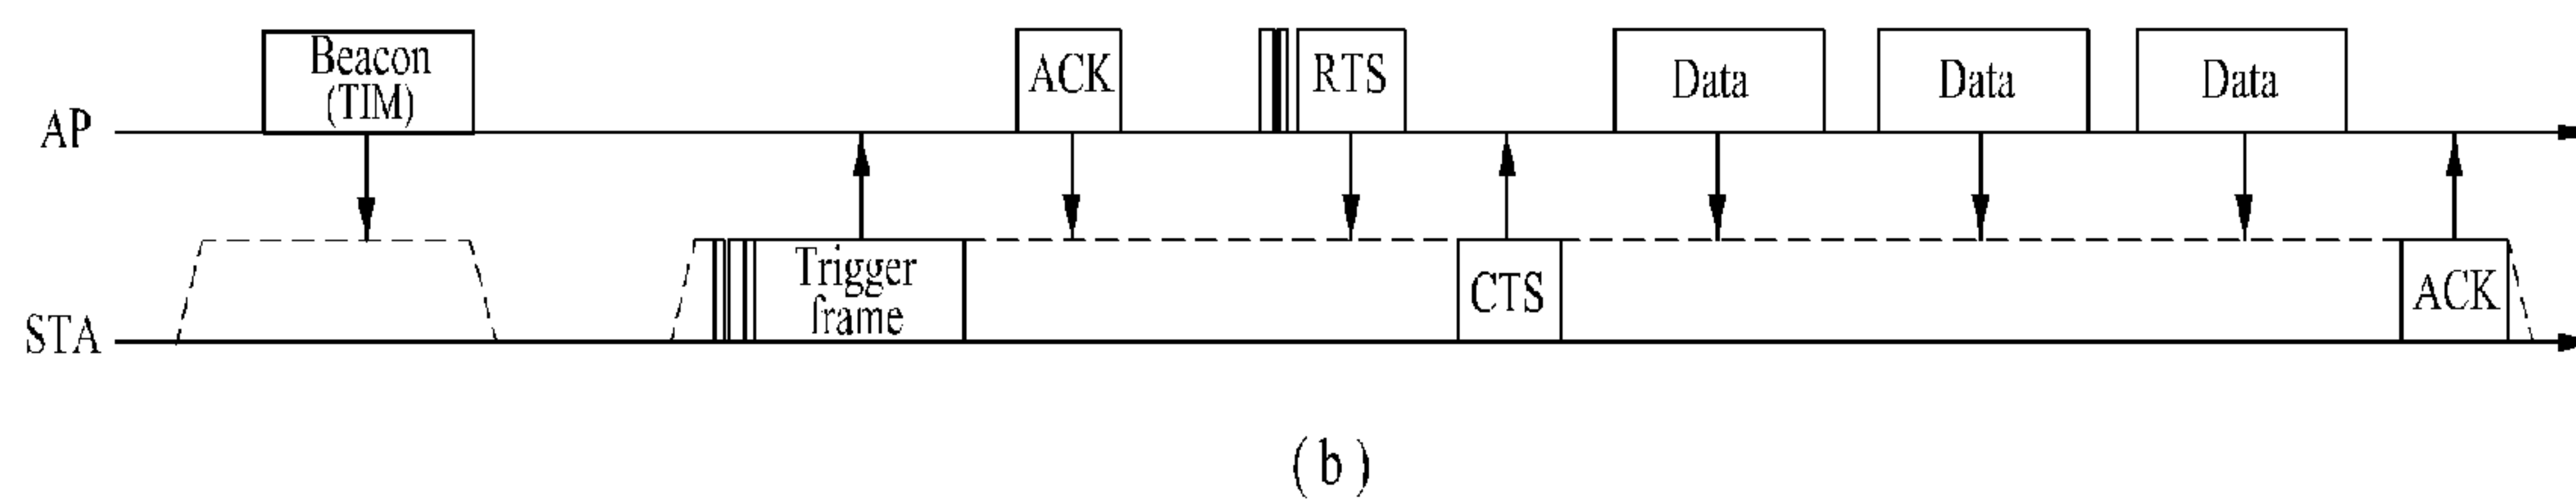 Beacon
(TIM)
ACK
RTS
Data
Data
Data
AP
Trigger
frame
CTS
ACK
STA
(b)